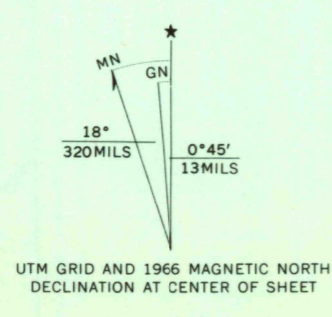 ★
MN
GN
18°
320 MILS
0°45′
13 MILS
UTM GRID AND 1966 MAGNETIC NORTH
DECLINATION AT CENTER OF SHEET